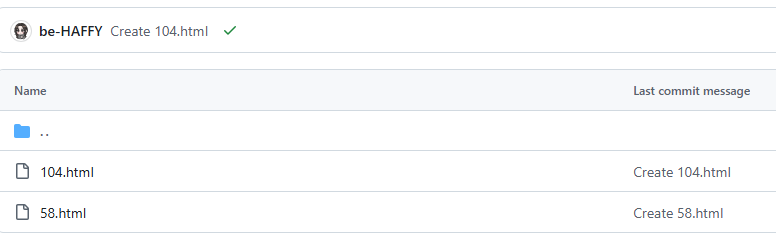 be-HAFFY Create 104.html
Name Last commit message
..
104.html Create 104.html
58.html Create 58.html